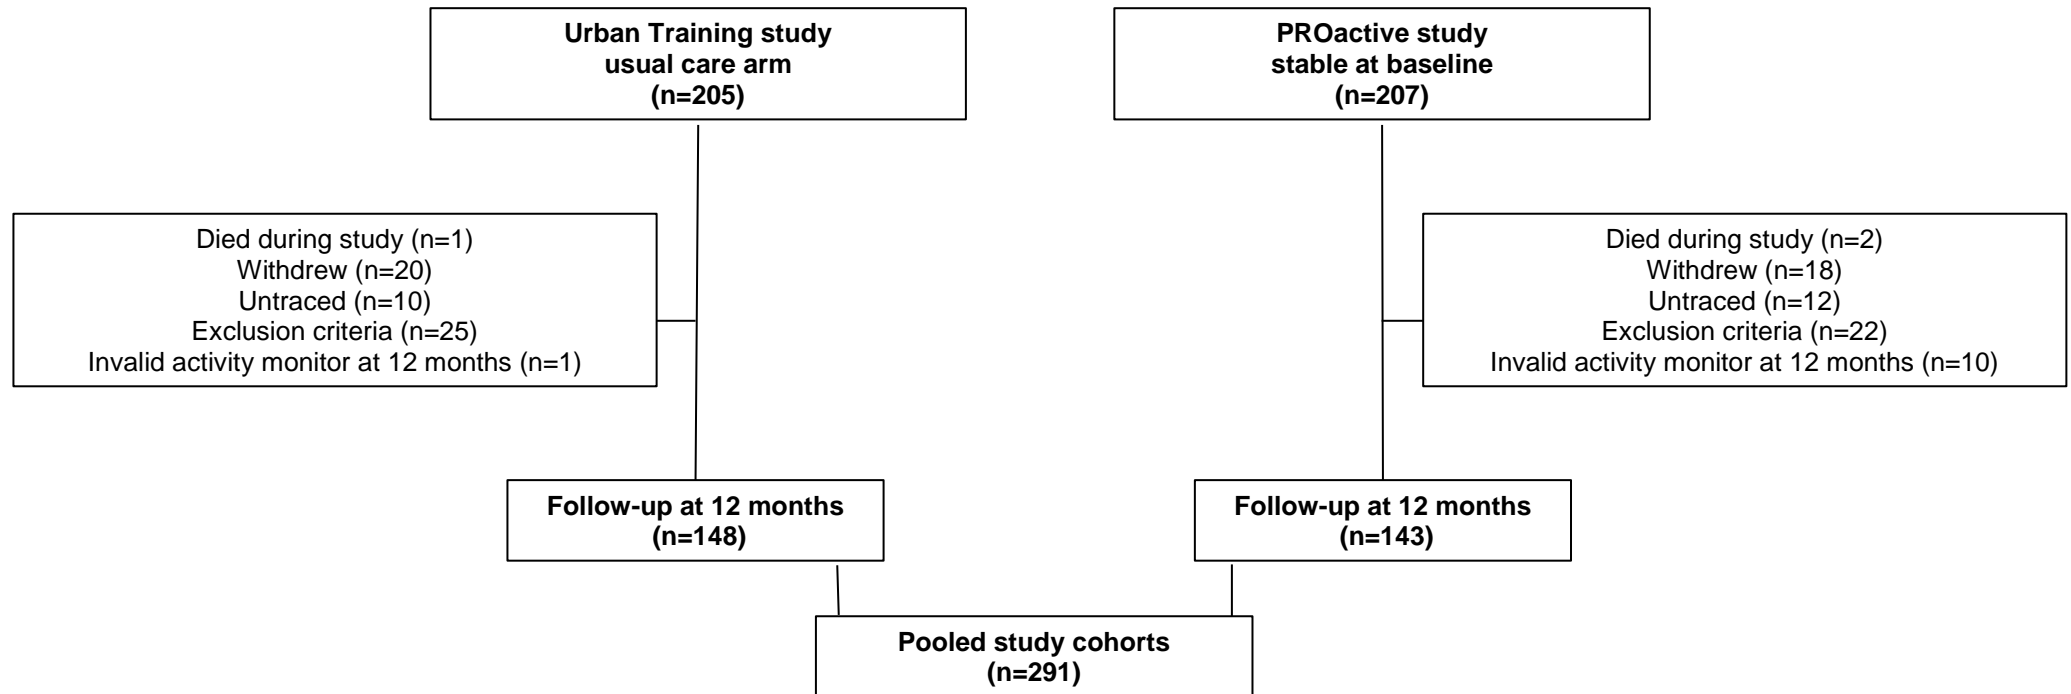 Urban Training study
usual care arm
(n=205)
PROactive study
stable at baseline
(n=207)
Died during study (n=1)
Withdrew (n=20)
Untraced (n=10)
Exclusion criteria (n=25)
Invalid activity monitor at 12 months (n=1)
Died during study (n=2)
Withdrew (n=18)
Untraced (n=12)
Exclusion criteria (n=22)
Invalid activity monitor at 12 months (n=10)
Follow-up at 12 months
(n=148)
Follow-up at 12 months
(n=143)
Pooled study cohorts
(n=291)